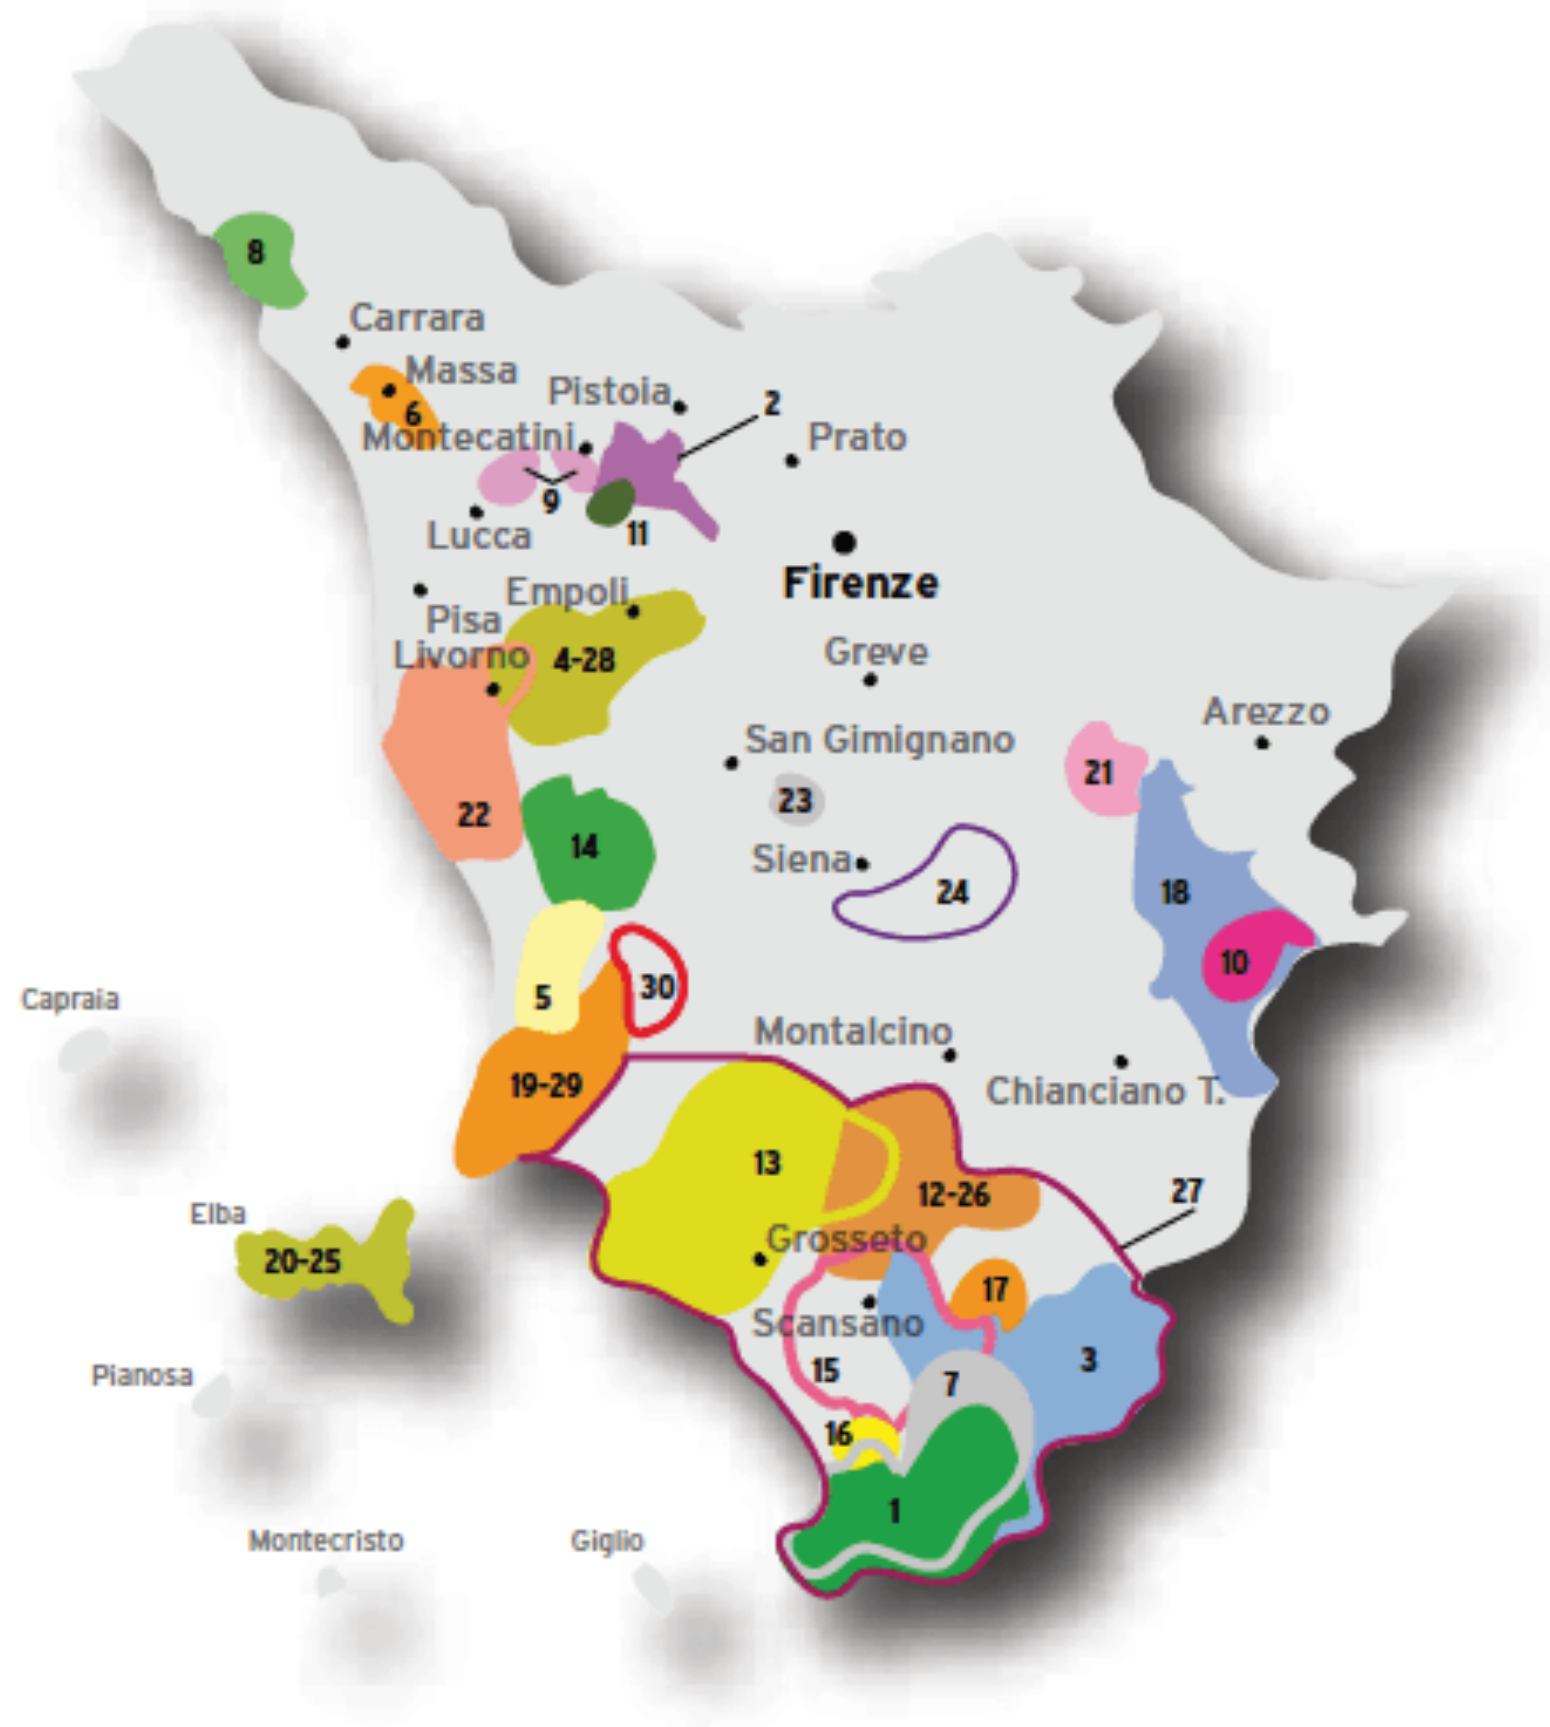 8
Carrara
Massa
6
Pistoia
2
Montecatini
Prato
9
Lucca
11
Firenze
Empoli
Pisa
Livorno
4-28
Greve
Arezzo
San Gimignano
21
23
22
14
Siena
24
18
10
5
30
Capraia
Montalcino
19-29
Chianciano T.
13
12-26
27
Elba
20-25
Grosseto
17
Scansano
3
Pianosa
15
7
16
1
Montecristo
Giglio